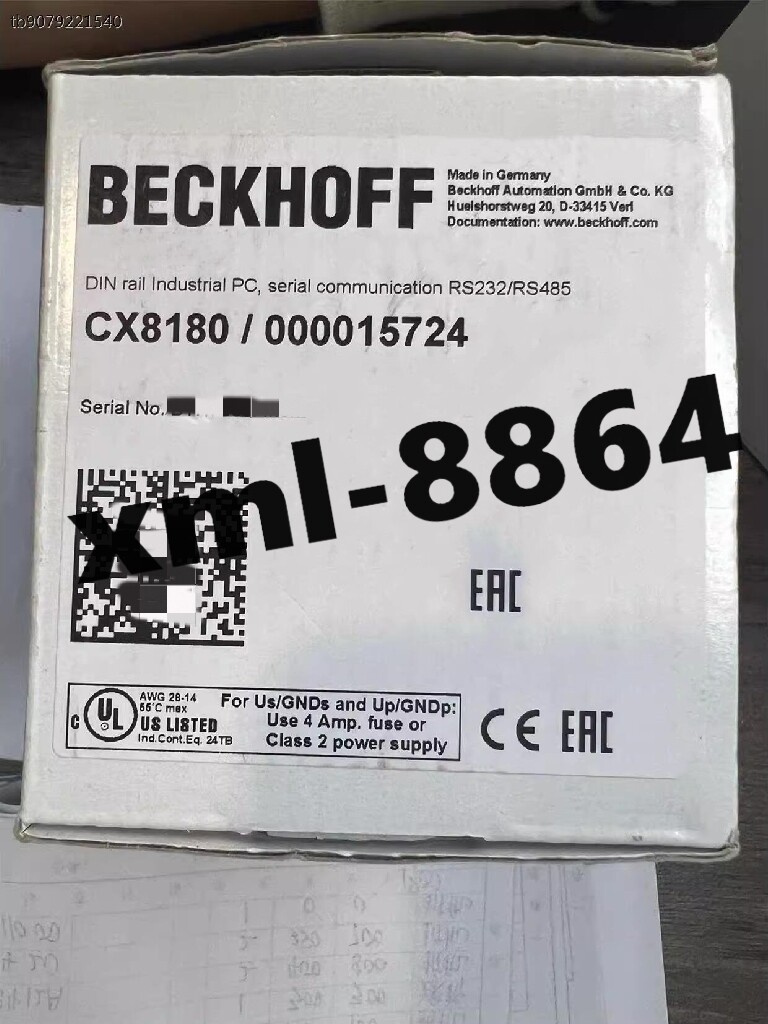 tb9079221540
BECKHOFF
Made in Germany
Beckhoff Automation GmbH & Co. KG
Huelshorstweg 20, D-33415 Verl
Documentation: www.beckhoff.com
DIN rail Industrial PC, serial communication RS232/RS485
CX8180 / 000015724
Serial No.
xml-8864
EAC
C UL
AWG 28-14
55°C max
US LISTED
Ind.Cont.Eq. 24TB
For Us/GNDs and Up/GNDp:
Use 4 Amp. fuse or
Class 2 power supply
CE EAC